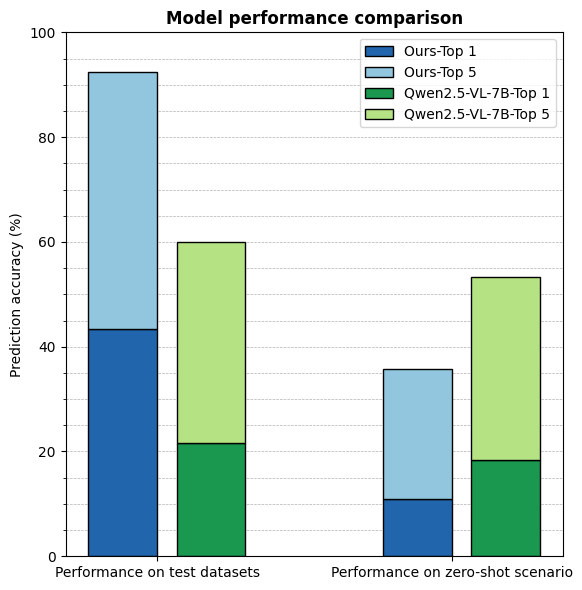 Model performance comparison
Ours-Top 1
Ours-Top 5
Qwen2.5-VL-7B-Top 1
Qwen2.5-VL-7B-Top 5
Prediction accuracy (%)
100
80
60
40
20
0
Performance on test datasets
Performance on zero-shot scenario